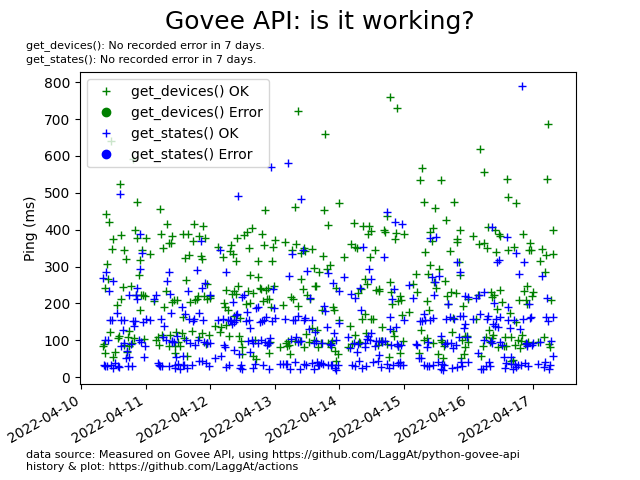 Govee API: is it working?
get_devices(): No recorded error in 7 days.
get_states(): No recorded error in 7 days.
get_devices() OK
get_devices() Error
get_states() OK
get_states() Error
Ping (ms)
800
700
600
500
400
300
200
100
0
2022-04-10
2022-04-11
2022-04-12
2022-04-13
2022-04-14
2022-04-15
2022-04-16
2022-04-17
data source: Measured on Govee API, using https://github.com/LaggAt/python-govee-api
history & plot: https://github.com/LaggAt/actions